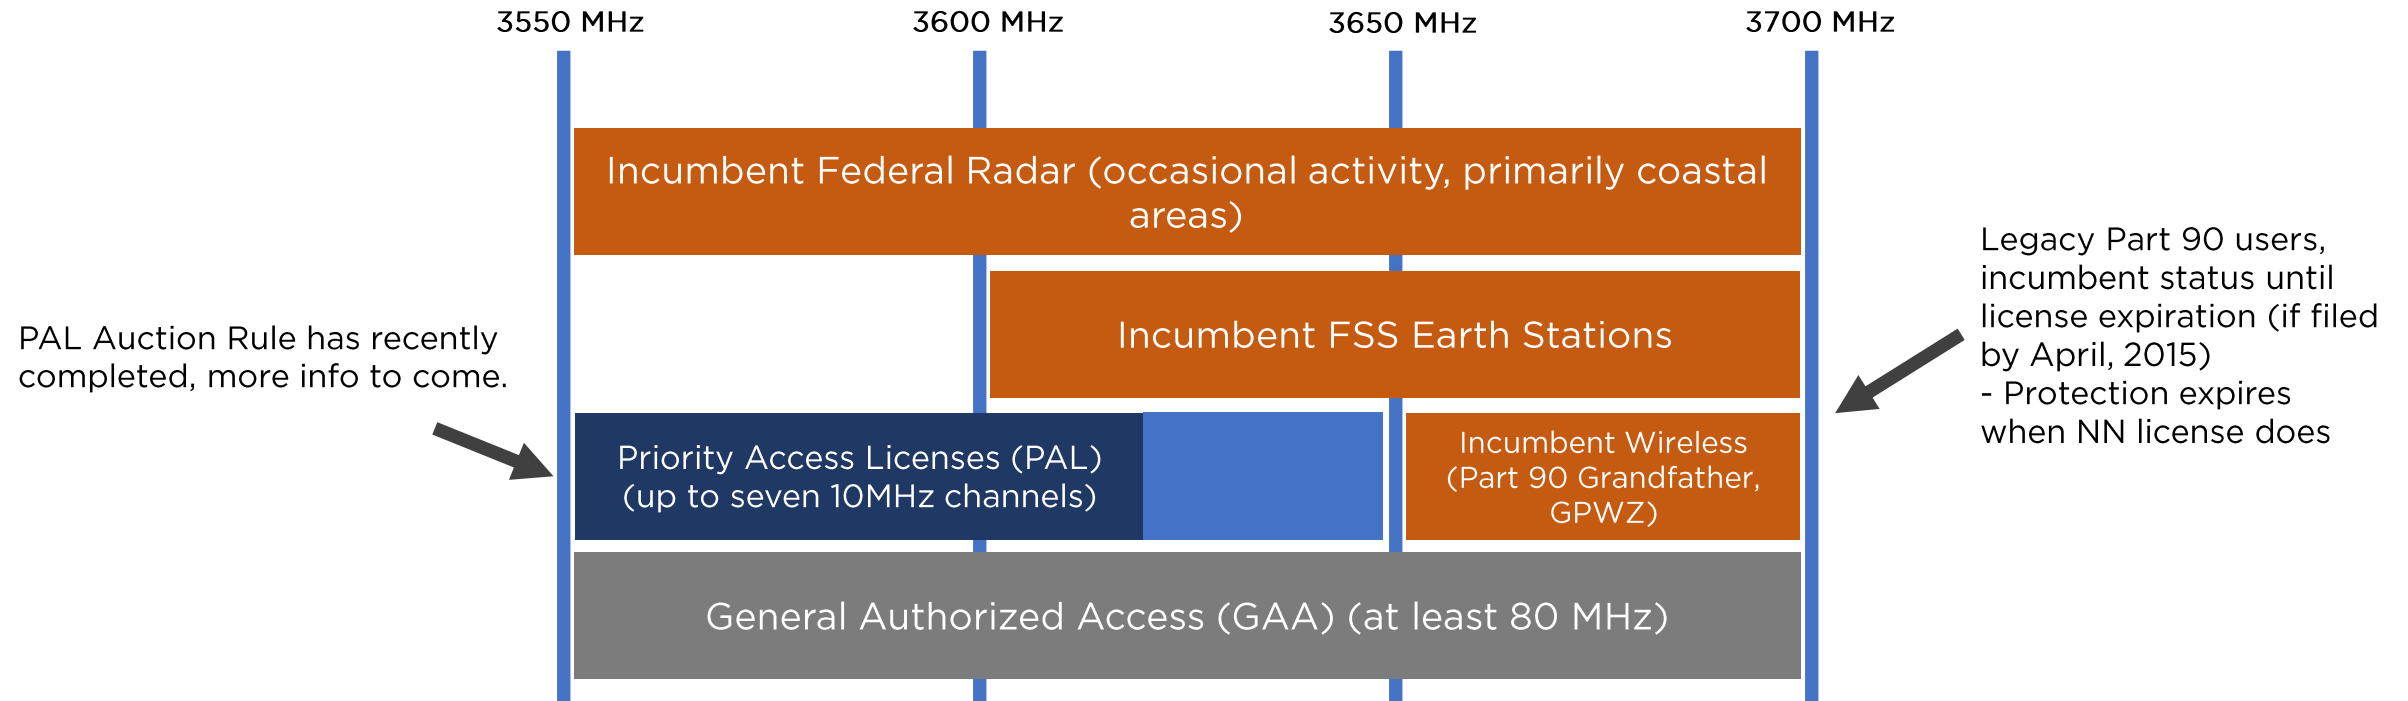 3550 MHz
3600 MHz
3650 MHz
3700 MHz
Incumbent Federal Radar (occasional activity, primarily coastal
areas)
Legacy Part 90 users,
incumbent status until
license expiration (if filed
by April, 2015)
- Protection expires
when NN license does
Incumbent FSS Earth Stations
PAL Auction Rule has recently
completed, more info to come.
Priority Access Licenses (PAL)
(up to seven 10MHz channels)
Incumbent Wireless
(Part 90 Grandfather,
GPWZ)
General Authorized Access (GAA) (at least 80 MHz)